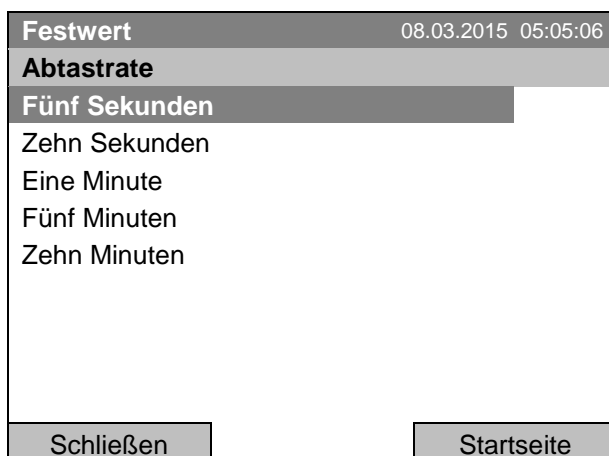 Festwert 08.03.2015 05:05:06
Abtastrate
Fünf Sekunden
Zehn Sekunden
Eine Minute
Fünf Minuten
Zehn Minuten
Schließen Startseite